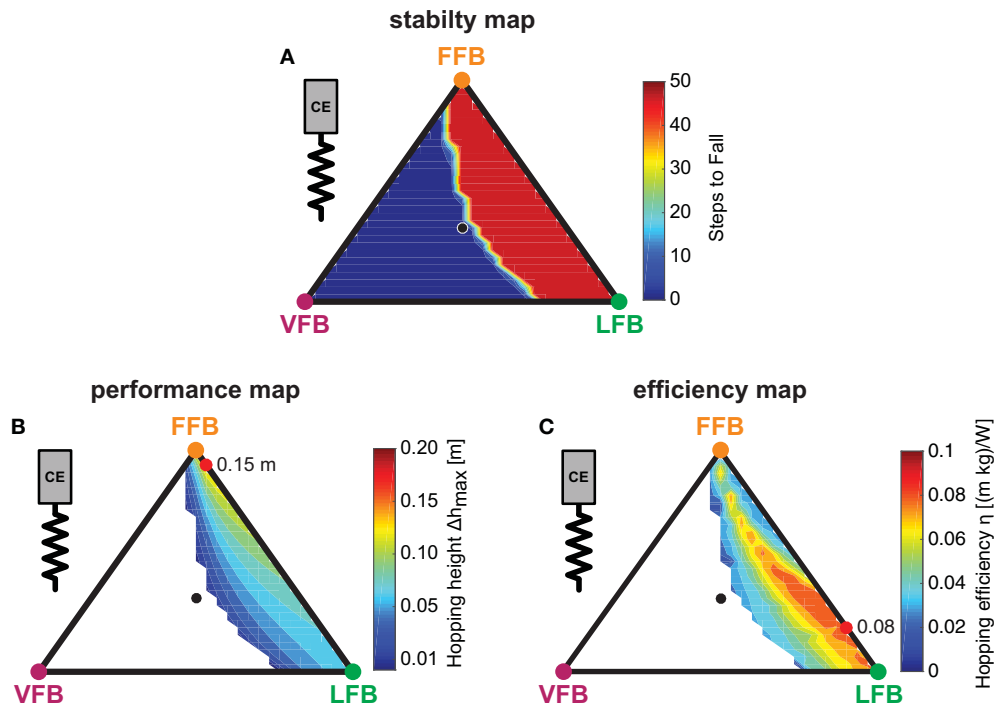 stabilty map
A
FFB
CE
50
40
30
20
10
0
Steps to Fall
VFB
LFB
performance map
B
FFB
0.15 m
CE
0.20
0.15
0.10
0.05
0.01
Hopping height Δhmax [m]
VFB
LFB
efficiency map
C
FFB
CE
0.1
0.08
0.06
0.04
0.02
0
Hopping efficiency η [(m kg)/W]
0.08
VFB
LFB